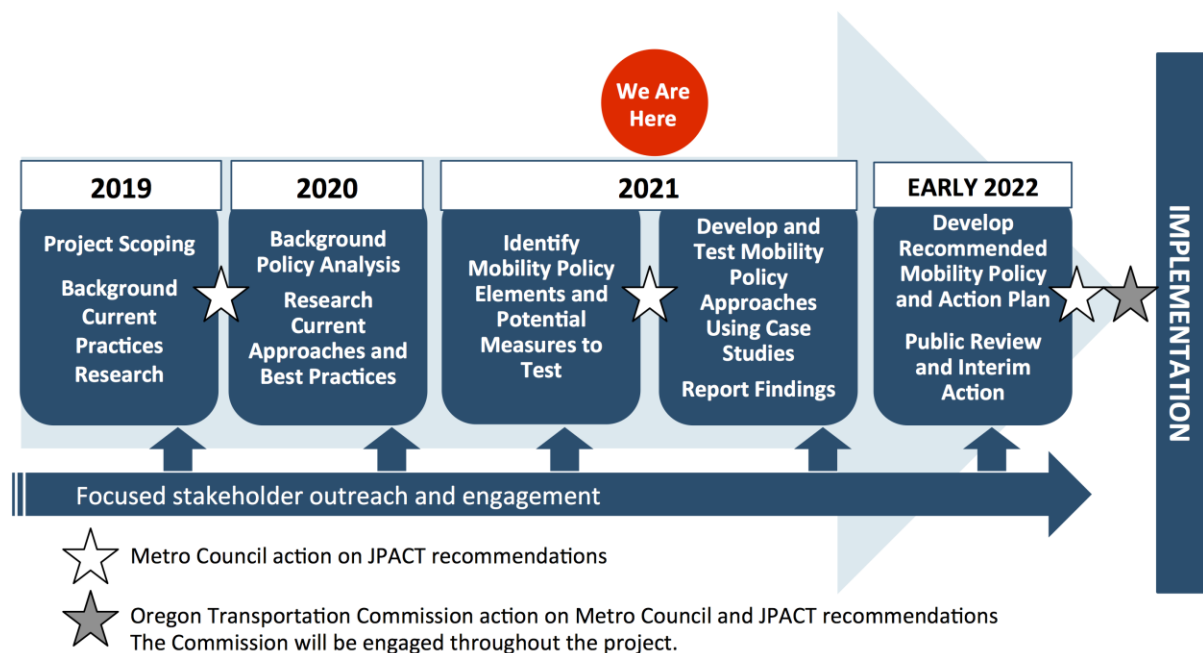 We Are
Here
2019
2020
2021
EARLY 2022
Project Scoping
Background
Current
Practices
Research
Background
Policy Analysis
Research
Current
Approaches and
Best Practices
Identify
Mobility Policy
Elements and
Potential
Measures to
Test
Develop and
Test Mobility
Policy
Approaches
Using Case
Studies
Report Findings
Develop
Recommended
Mobility Policy
and Action Plan
Public Review
and Interim
Action
IMPLEMENTATION
Focused stakeholder outreach and engagement
Metro Council action on JPACT recommendations
Oregon Transportation Commission action on Metro Council and JPACT recommendations
The Commission will be engaged throughout the project.